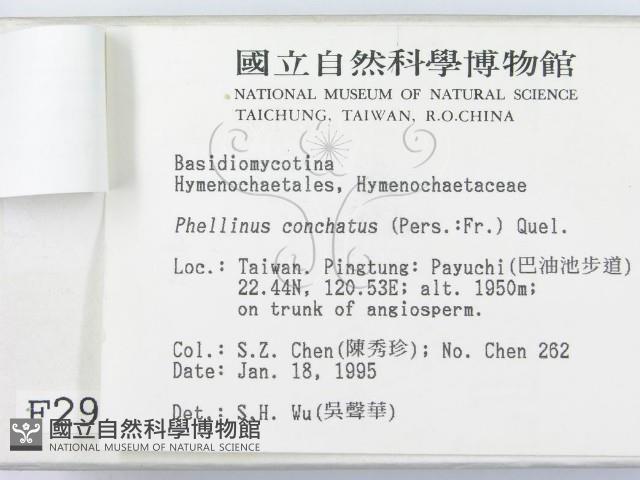 國立自然科學博物館
NATIONAL MUSEUM OF NATURAL SCIENCE
TAICHUNG, TAIWAN, R.O.CHINA
Basidiomycotina
Hymenochaetales, Hymenochaetaceae
Phellinus conchatus (Pers.:Fr.) Quel.
Loc.: Taiwan. Pingtung: Payuchi(巴油池步道)
22.44N, 120.53E; alt. 1950m;
on trunk of angiosperm.
Col.: S.Z. Chen(陳秀珍); No. Chen 262
Date: Jan. 18, 1995
Det.: S.H. Wu(吳聲華)
F29
國立自然科學博物館
NATIONAL MUSEUM OF NATURAL SCIENCE